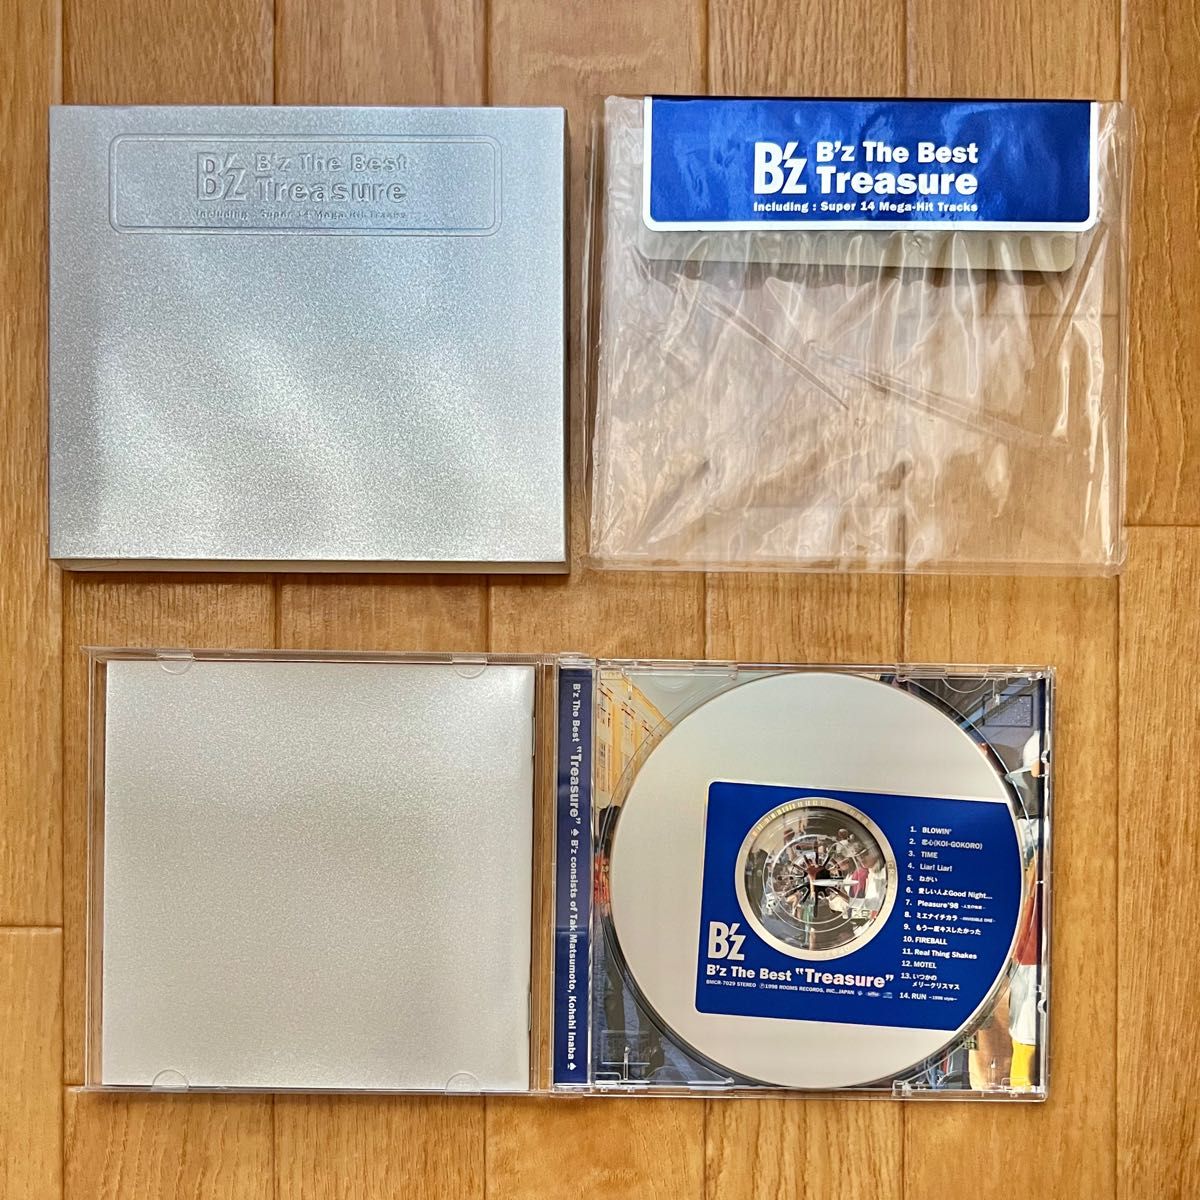 B'z
B'z The Best
Treasure
Including : Super 14 Mega-Hit Tracks
B'z
B'z The Best
Treasure
Including : Super 14 Mega-Hit Tracks
B'z The Best "Treasure" ♠ B'z consists of Tak Matsumoto, Kohshi Inaba ♠
1. BLOWIN'
2. 恋心(KOI-GOKORO)
3. TIME
4. Liar! Liar!
5. ねがい
6. 愛しい人よGood Night...
7. Pleasure'98 -人生の快楽-
8. ミエナイチカラ -INVISIBLE ONE-
9. もう一度キスしたかった
10. FIREBALL
11. Real Thing Shakes
12. MOTEL
13. いつかの
メリークリスマス
14. RUN -1998 style-
B'z
B'z The Best "Treasure"
BMCR-7029 STEREO ℗1998 ROOMS RECORDS, INC., JAPAN